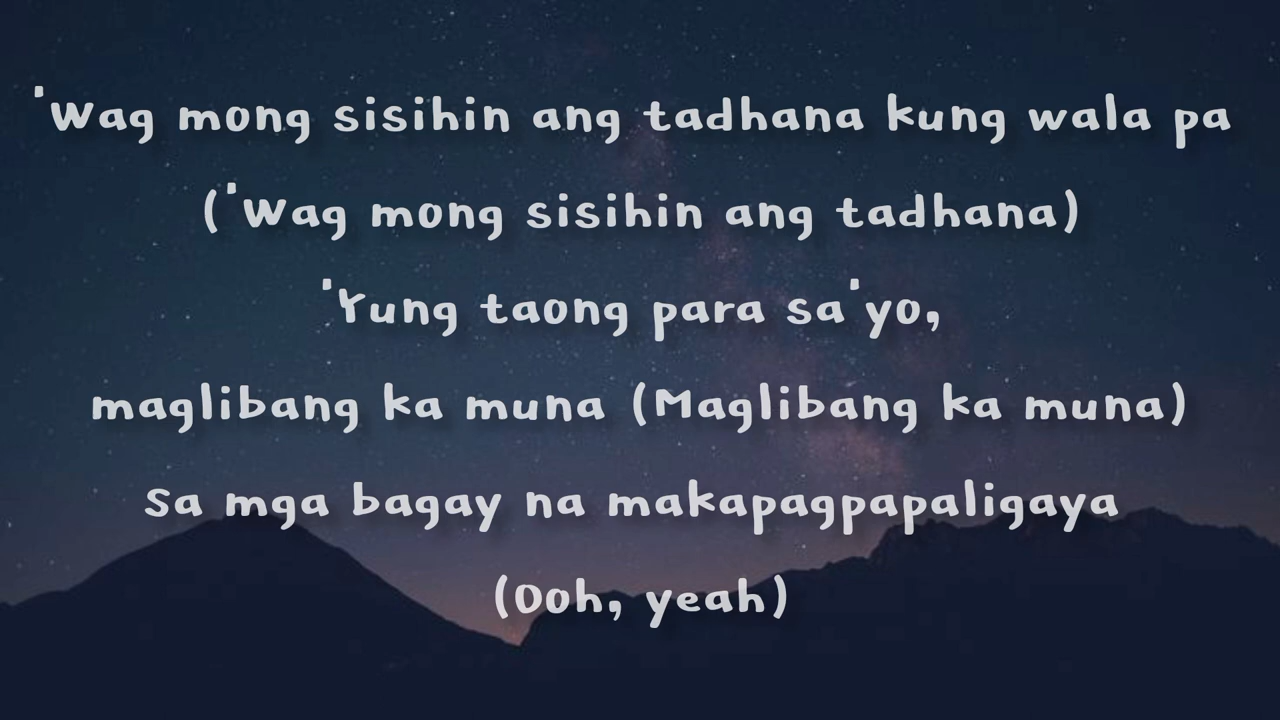 'Wag mong sisihin ang tadhana kung wala pa
('Wag mong sisihin ang tadhana)
'Yung taong para sa'yo,
maglibang ka muna (Maglibang ka muna)
Sa mga bagay na makapagpapaligaya
(Ooh, yeah)